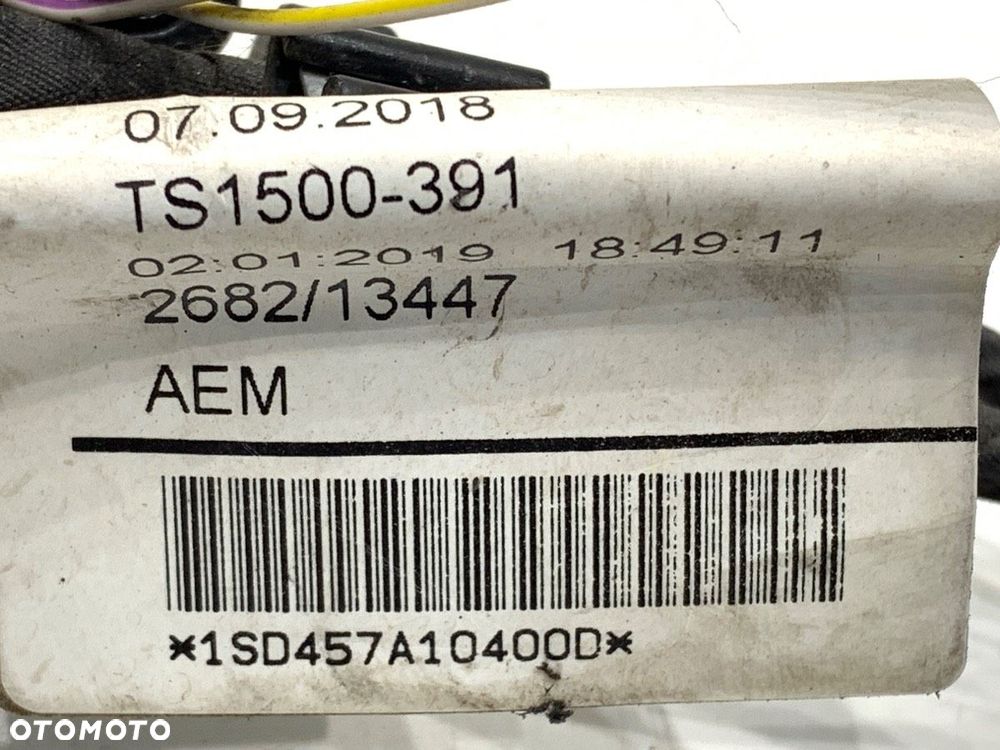 07.09.2018
TS1500-391
02:01:2019 18:49:11
2682/13447
AEM
*1SD457A10400D*
OTOMOTO